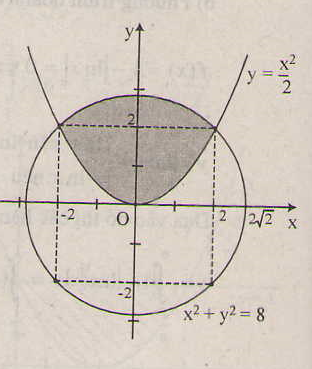 y
y = x²/2
2
-2
O
2
2√2
x
-2
x² + y² = 8